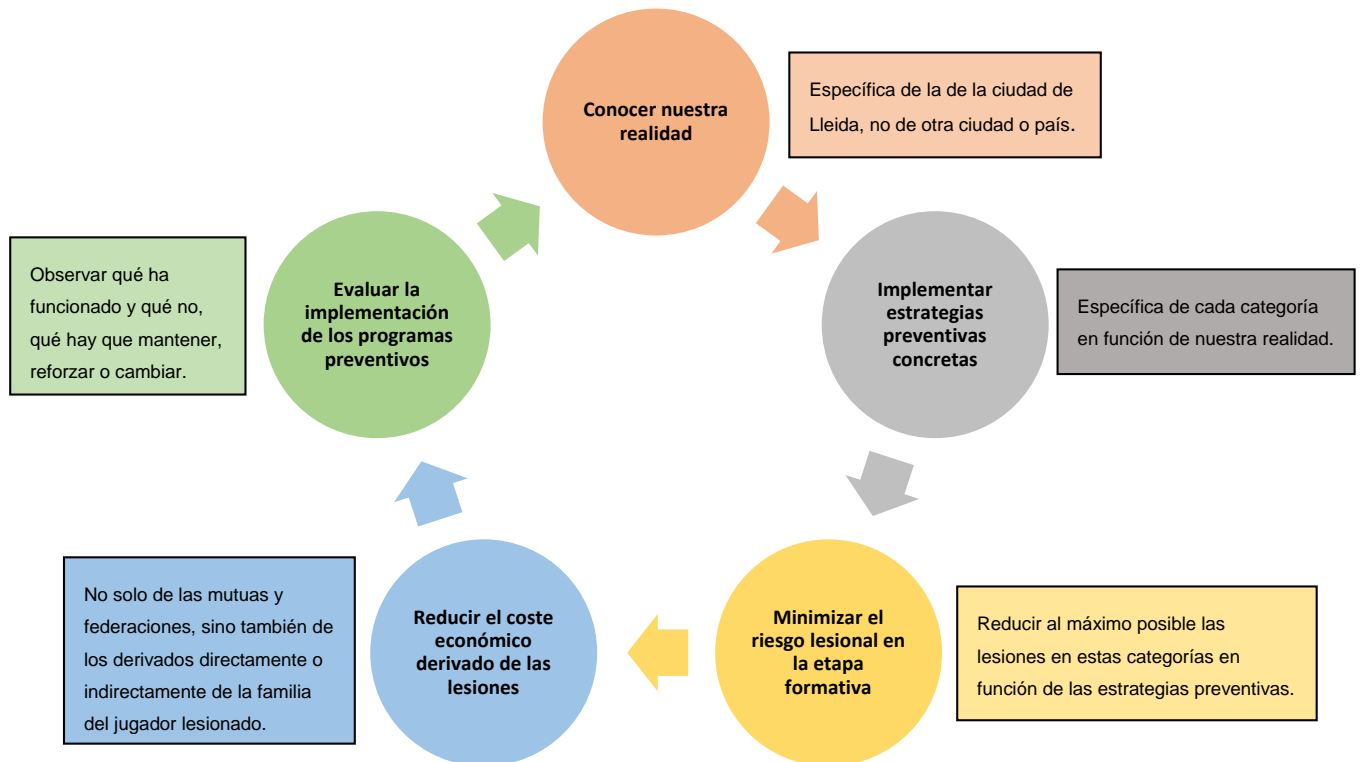 Conocer nuestra
realidad
Específica de la de la ciudad de
Lleida, no de otra ciudad o país.
Implementar
estrategias
preventivas
concretas
Específica de cada categoría
en función de nuestra realidad.
Minimizar el
riesgo lesional en
la etapa
formativa
Reducir al máximo posible las
lesiones en estas categorías en
función de las estrategias preventivas.
Reducir el coste
económico
derivado de las
lesiones
No solo de las mutuas y
federaciones, sino también de
los derivados directamente o
indirectamente de la familia
del jugador lesionado.
Evaluar la
implementación
de los programas
preventivos
Observar qué ha
funcionado y qué no,
qué hay que mantener,
reforzar o cambiar.